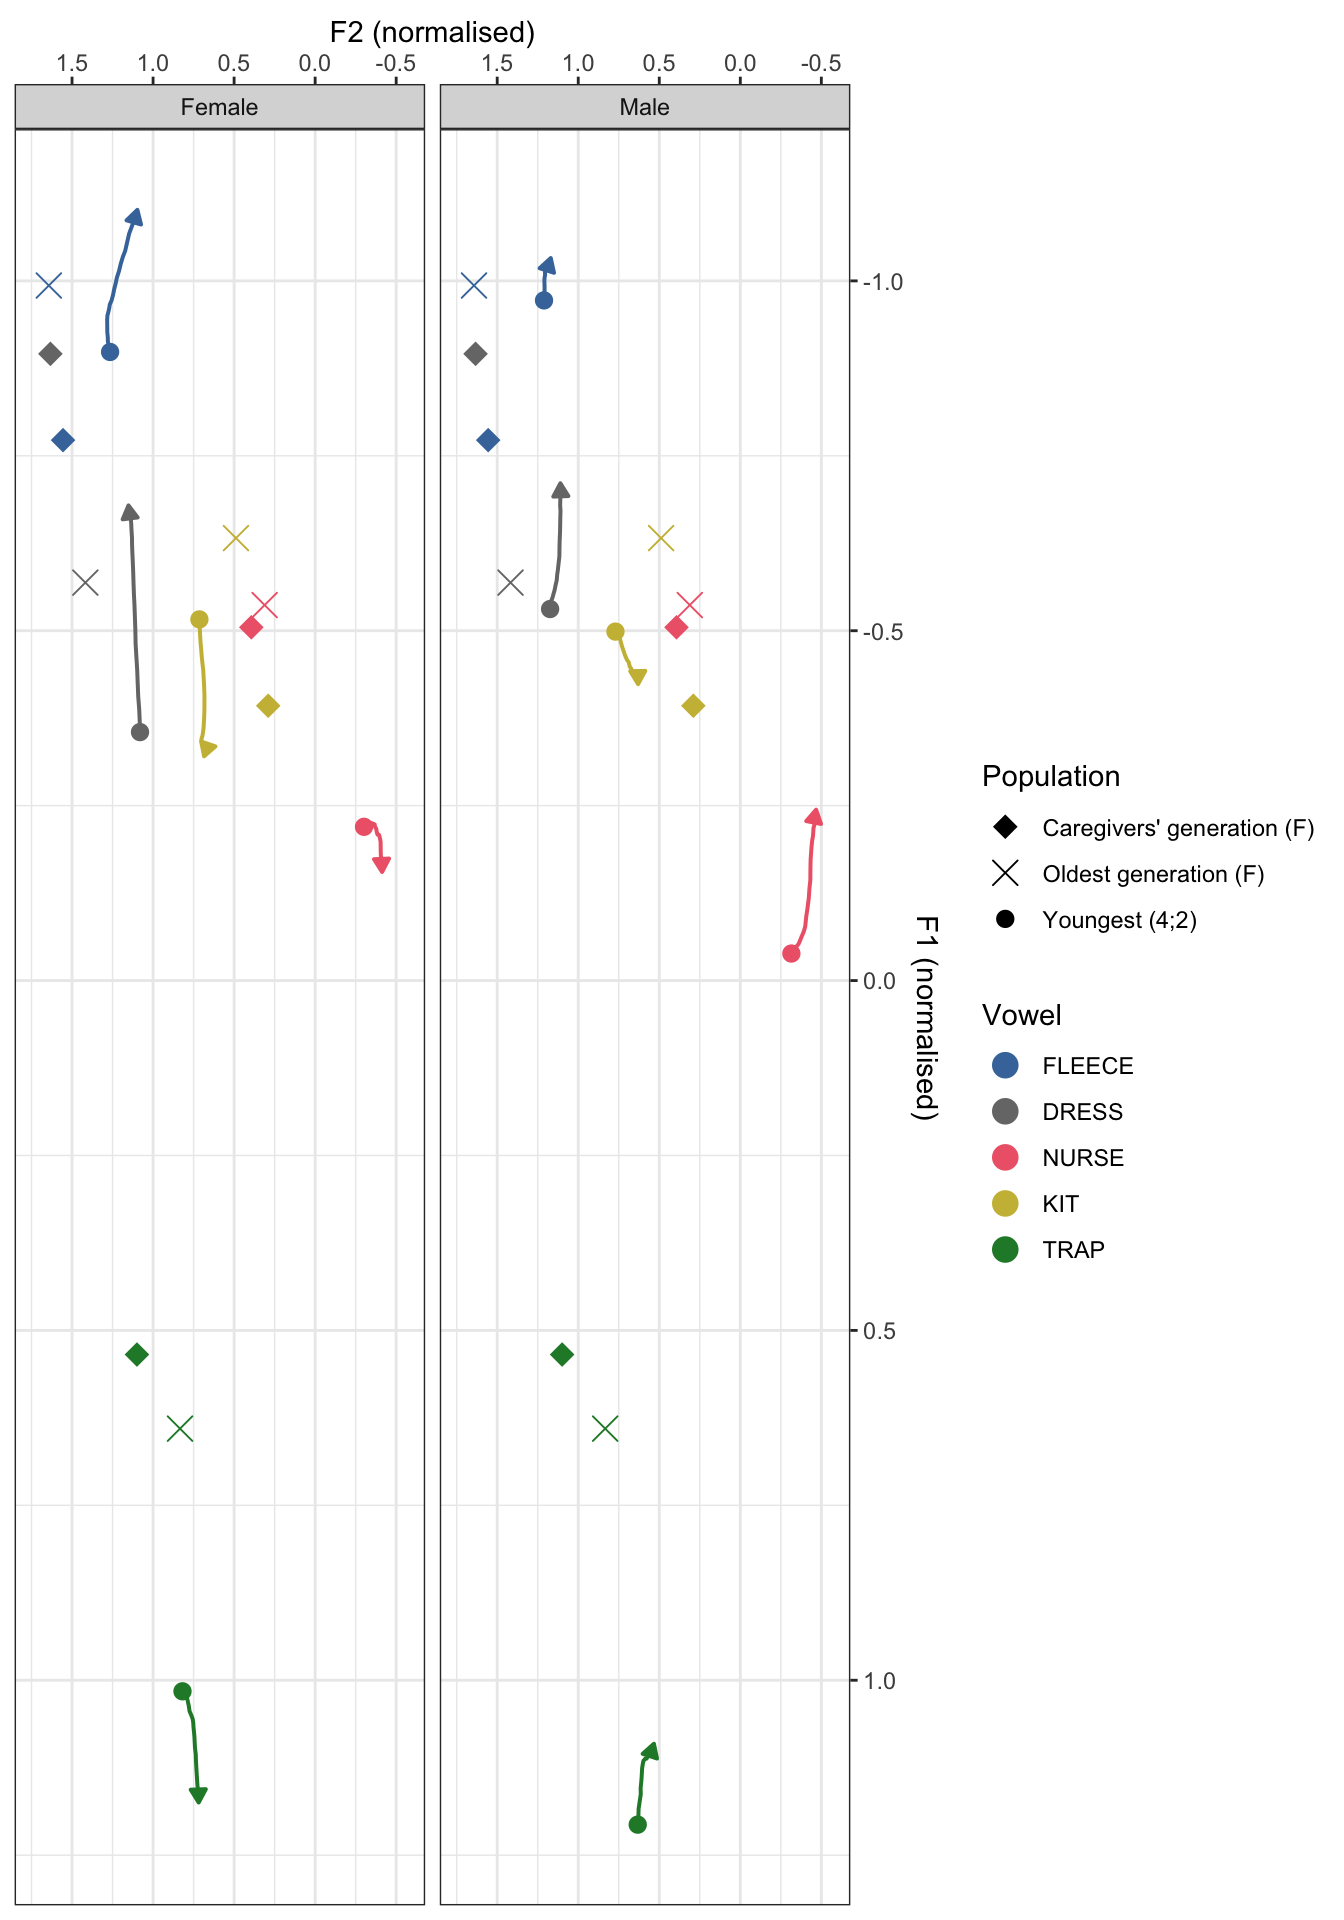 F2 (normalised)
1.5 1.0 0.5 0.0 -0.5 1.5 1.0 0.5 0.0 -0.5
Female Male
-1.0
-0.5
0.0
0.5
1.0
F1 (normalised)
Population
Caregivers' generation (F)
Oldest generation (F)
Youngest (4;2)
Vowel
FLEECE
DRESS
NURSE
KIT
TRAP